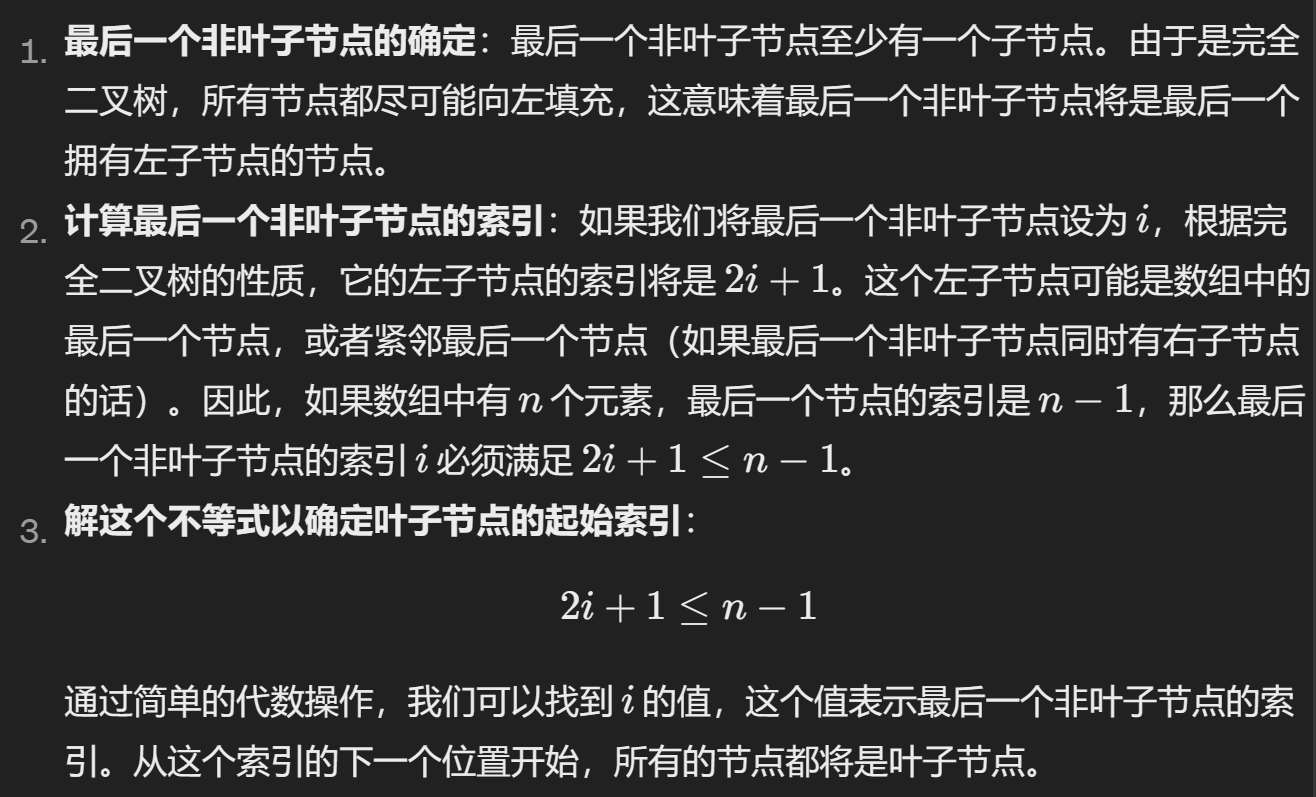 1. 最后一个非叶子节点的确定：最后一个非叶子节点至少有一个子节点。由于是完全
二叉树，所有节点都尽可能向左填充，这意味着最后一个非叶子节点将是最后一个
拥有左子节点的节点。
2. 计算最后一个非叶子节点的索引：如果我们将最后一个非叶子节点设为 i，根据完
全二叉树的性质，它的左子节点的索引将是 2i + 1。这个左子节点可能是数组中的
最后一个节点，或者紧邻最后一个节点（如果最后一个非叶子节点同时有右子节点
的话）。因此，如果数组中有 n 个元素，最后一个节点的索引是 n − 1，那么最后
一个非叶子节点的索引 i 必须满足 2i + 1 ≤ n − 1。
3. 解这个不等式以确定叶子节点的起始索引：
2i + 1 ≤ n − 1
通过简单的代数操作，我们可以找到 i 的值，这个值表示最后一个非叶子节点的索
引。从这个索引的下一个位置开始，所有的节点都将是叶子节点。